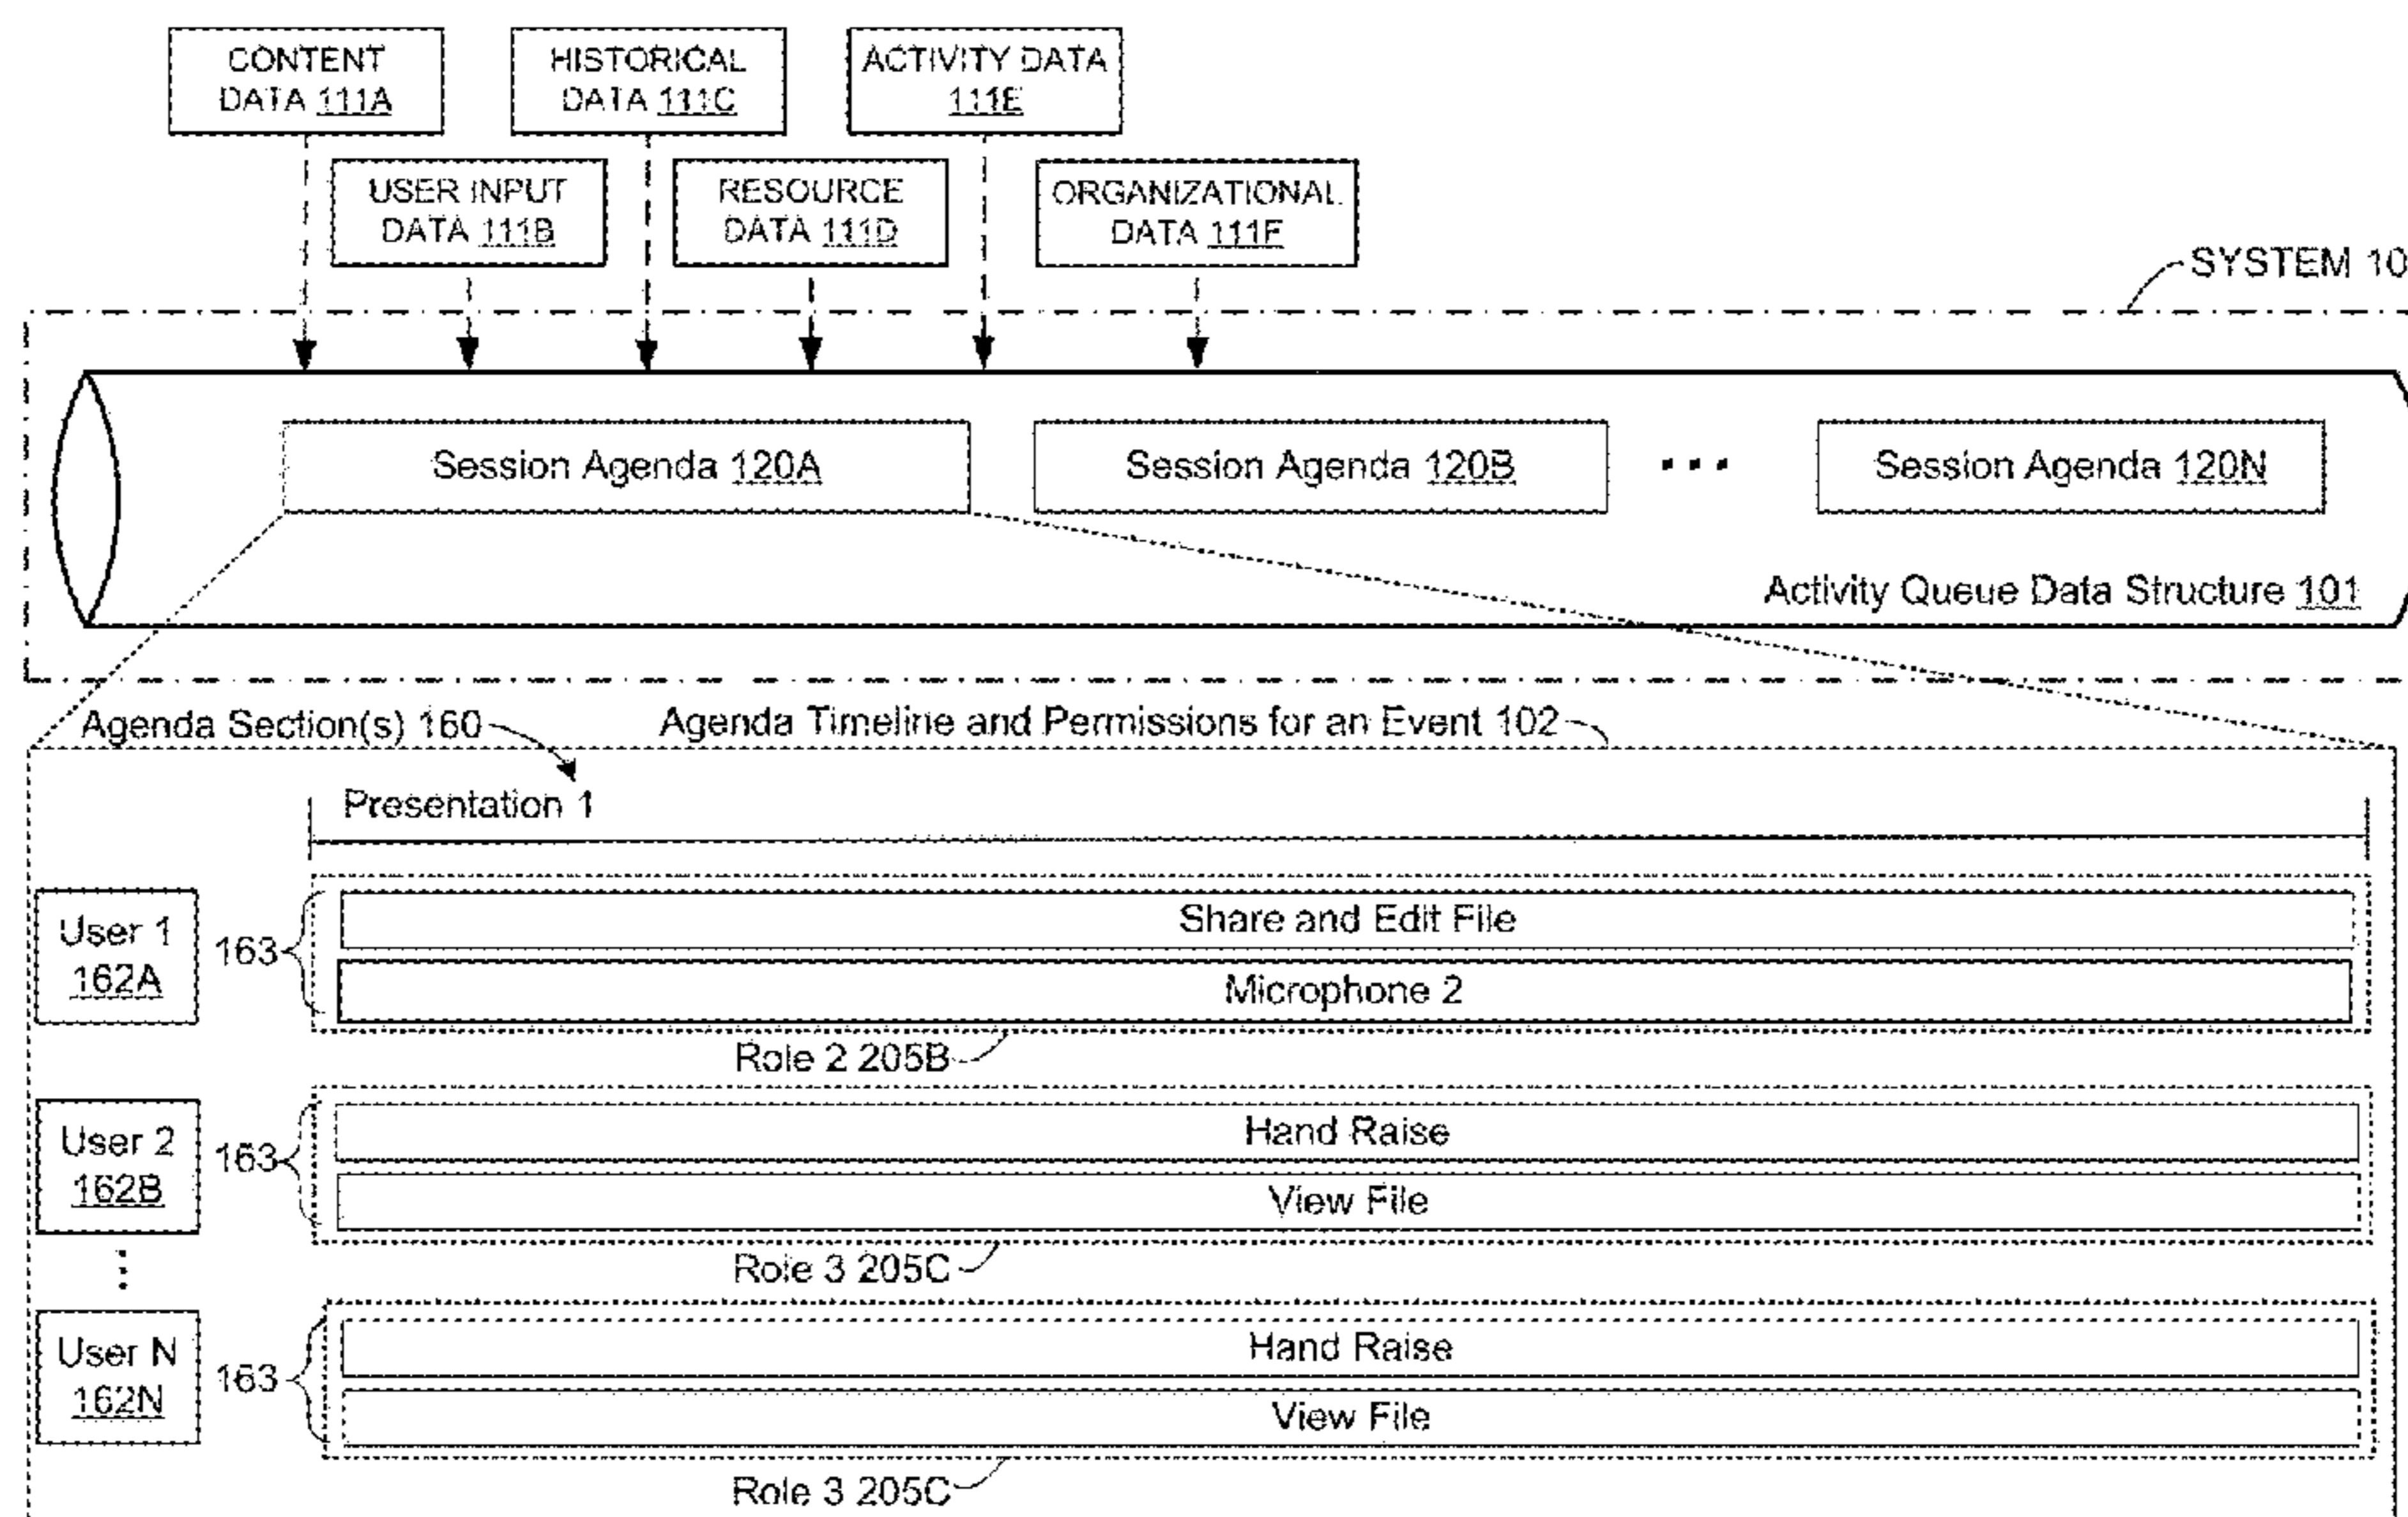 CONTENT
DATA 111A
HISTORICAL
DATA 111C
ACTIVITY DATA
111E
USER INPUT
DATA 111B
RESOURCE
DATA 111D
ORGANIZATIONAL
DATA 111F
SYSTEM 10
Session Agenda 120A
Session Agenda 120B
...
Session Agenda 120N
Activity Queue Data Structure 101
Agenda Section(s) 160
Agenda Timeline and Permissions for an Event 102
Presentation 1
User 1
162A
163
Share and Edit File
Microphone 2
Role 2 205B
User 2
162B
163
Hand Raise
View File
Role 3 205C
User N
162N
163
Hand Raise
View File
Role 3 205C